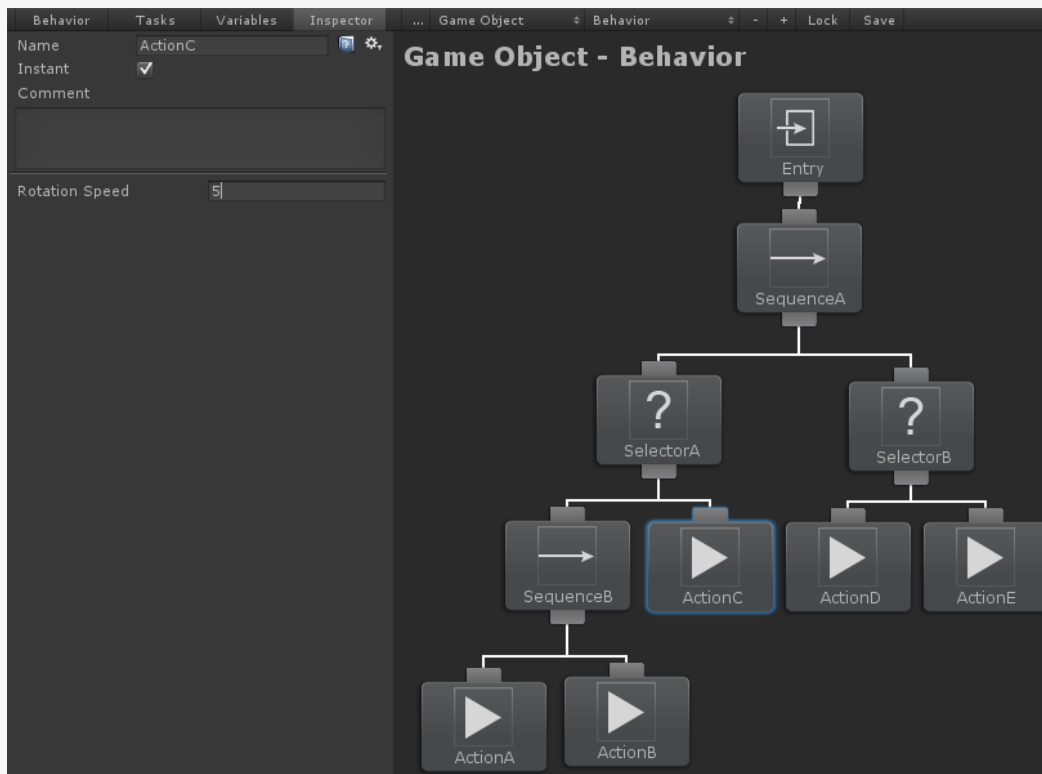 Behavior Tasks Variables Inspector ... Game Object Behavior - + Lock Save
Name ActionC
Instant
Comment
Rotation Speed 5
Game Object - Behavior
Entry
SequenceA
SelectorA
SelectorB
SequenceB
ActionC
ActionD
ActionE
ActionA
ActionB